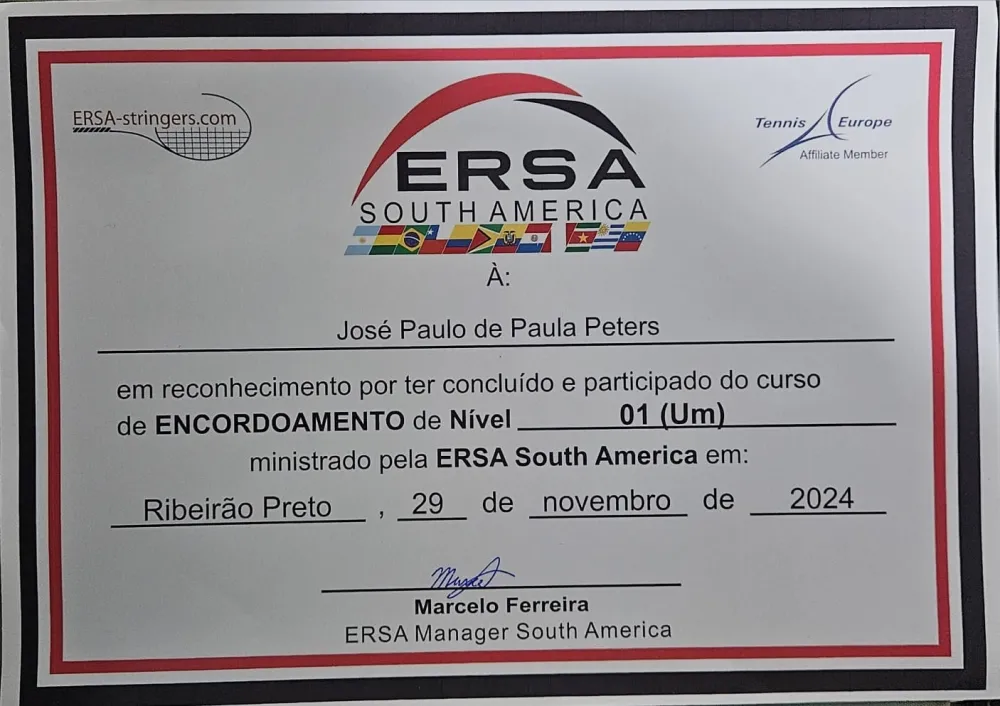 ERSA-stringers.com
Tennis Europe
Affiliate Member
ERSA
SOUTH AMERICA
À:
José Paulo de Paula Peters
em reconhecimento por ter concluído e participado do curso
de ENCORDOAMENTO de Nível 01 (Um)
ministrado pela ERSA South America em:
Ribeirão Preto , 29 de novembro de 2024
Marcelo Ferreira
ERSA Manager South America